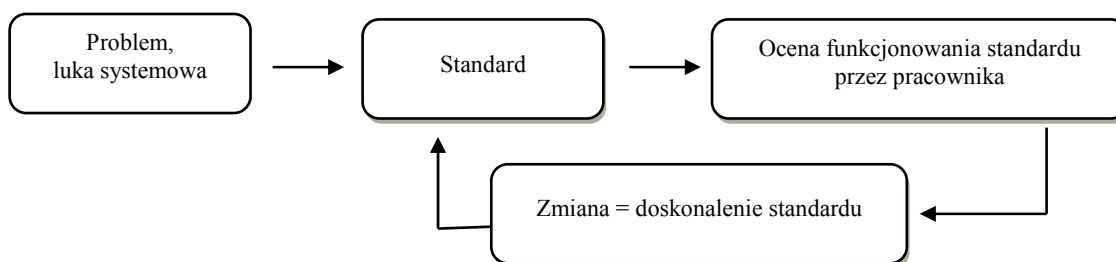 Problem,
luka systemowa
Standard
Ocena funkcjonowania standardu
przez pracownika
Zmiana = doskonalenie standardu